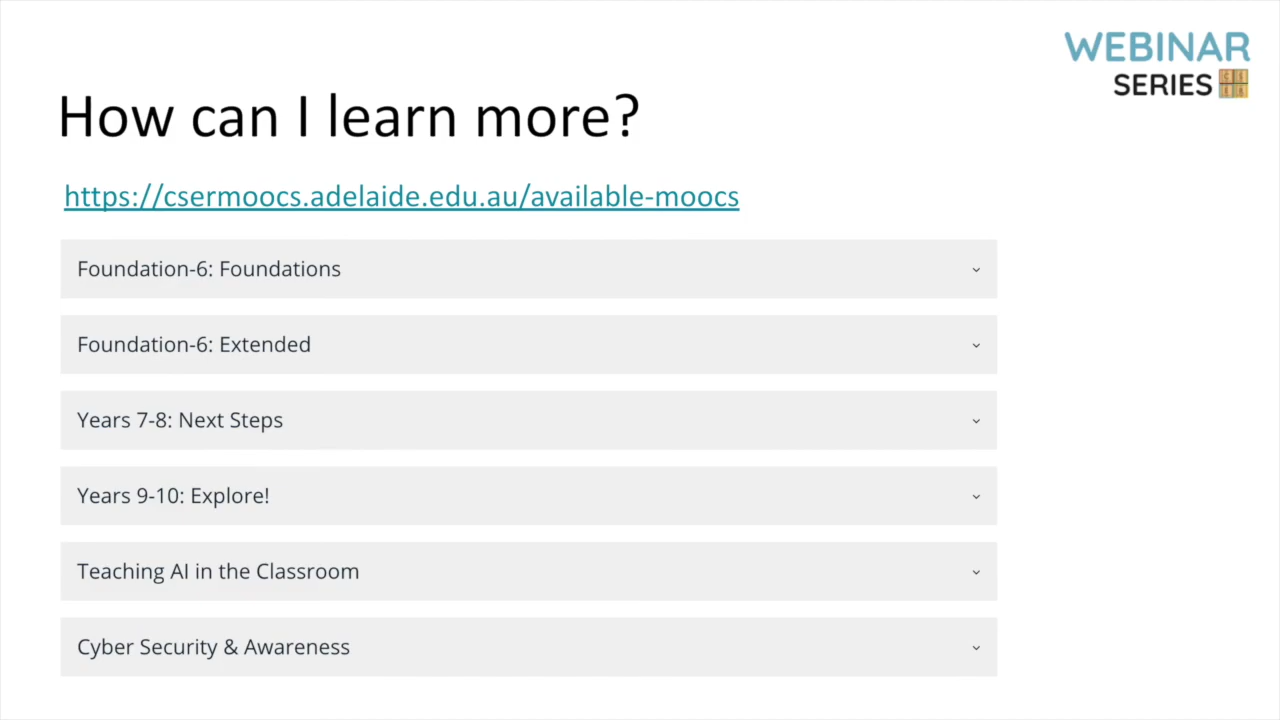 WEBINAR
SERIES
How can I learn more?
https://csermoocs.adelaide.edu.au/available-moocs
Foundation-6: Foundations
Foundation-6: Extended
Years 7-8: Next Steps
Years 9-10: Explore!
Teaching AI in the Classroom
Cyber Security & Awareness